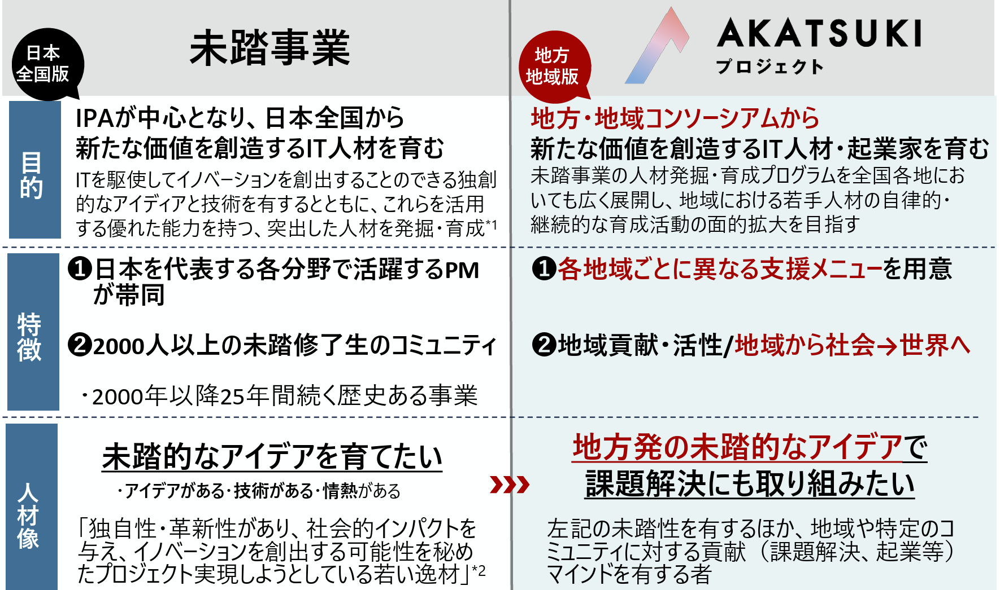 日本
全国版
未踏事業
地方
地域版
AKATSUKI
プロジェクト
目的
IPAが中心となり、日本全国から
新たな価値を創造するIT人材を育む
ITを駆使してイノベーションを創出することのできる独創
的なアイディアと技術を有するとともに、これらを活用
する優れた能力を持つ、突出した人材を発掘・育成*1
地方・地域コンソーシアムから
新たな価値を創造するIT人材・起業家を育む
未踏事業の人材発掘・育成プログラムを全国各地にお
いても広く展開し、地域における若手人材の自律的・
継続的な育成活動の面的拡大を目指す
特徴
❶日本を代表する各分野で活躍するPM
が帯同
❷2000人以上の未踏修了生のコミュニティ
・2000年以降25年間続く歴史ある事業
❶各地域ごとに異なる支援メニューを用意
❷地域貢献・活性/地域から社会→世界へ
人材像
未踏的なアイデアを育てたい
・アイデアがある・技術がある・情熱がある
「独自性・革新性があり、社会的インパクトを
与え、イノベーションを創出する可能性を秘め
たプロジェクト実現しようとしている若い逸材」*2
地方発の未踏的なアイデアで
課題解決にも取り組みたい
左記の未踏性を有するほか、地域や特定のコ
ミュニティに対する貢献（課題解決、起業等）
マインドを有する者